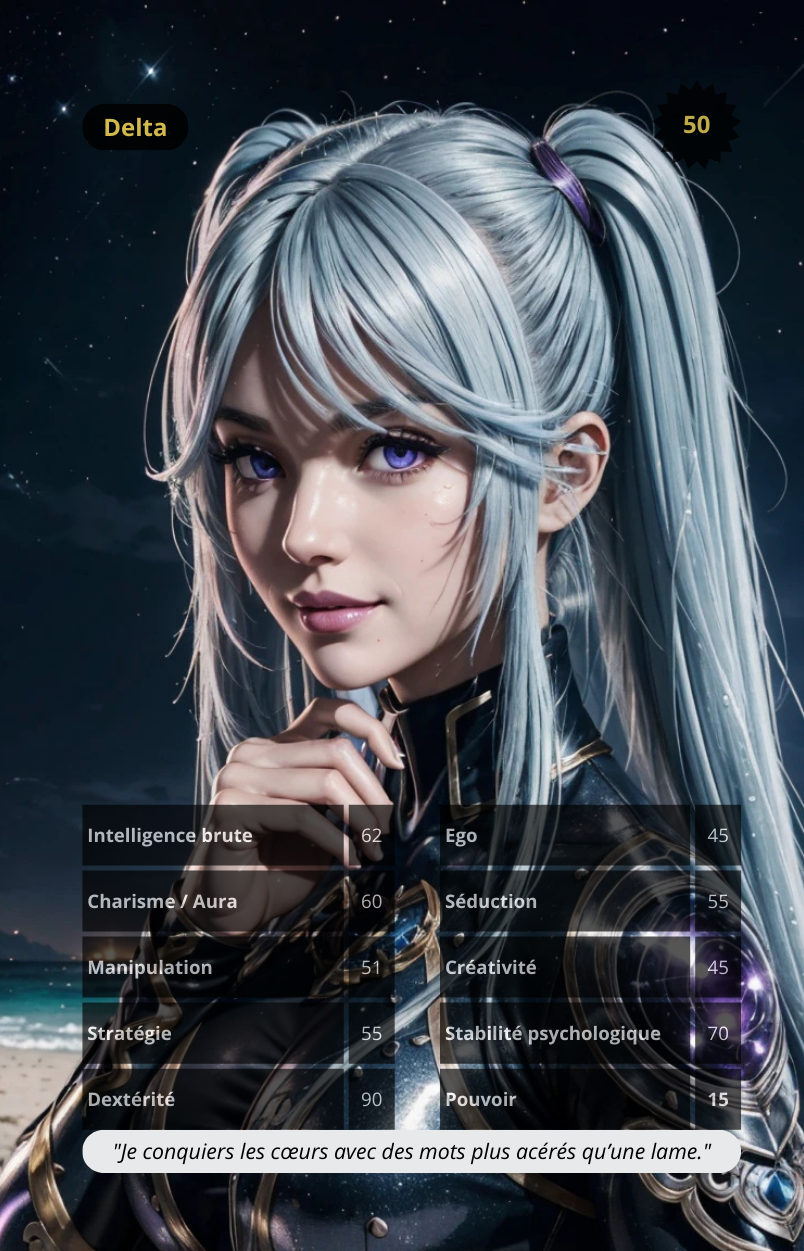 Delta
50
Intelligence brute 62
Ego 45
Charisme / Aura 60
Séduction 55
Manipulation 51
Créativité 45
Stratégie 55
Stabilité psychologique 70
Dextérité 90
Pouvoir 15
"Je conquiers les cœurs avec des mots plus acérés qu’une lame."